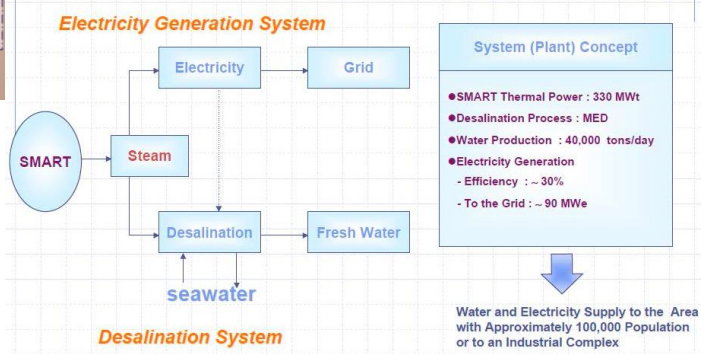 Electricity Generation System
Electricity
Grid
SMART
Steam
Desalination
Fresh Water
seawater
Desalination System
System (Plant) Concept
●SMART Thermal Power : 330 MWt
●Desalination Process : MED
●Water Production : 40,000 tons/day
●Electricity Generation
- Efficiency : ~ 30%
- To the Grid : ~ 90 MWe
Water and Electricity Supply to the Area
with Approximately 100,000 Population
or to an Industrial Complex